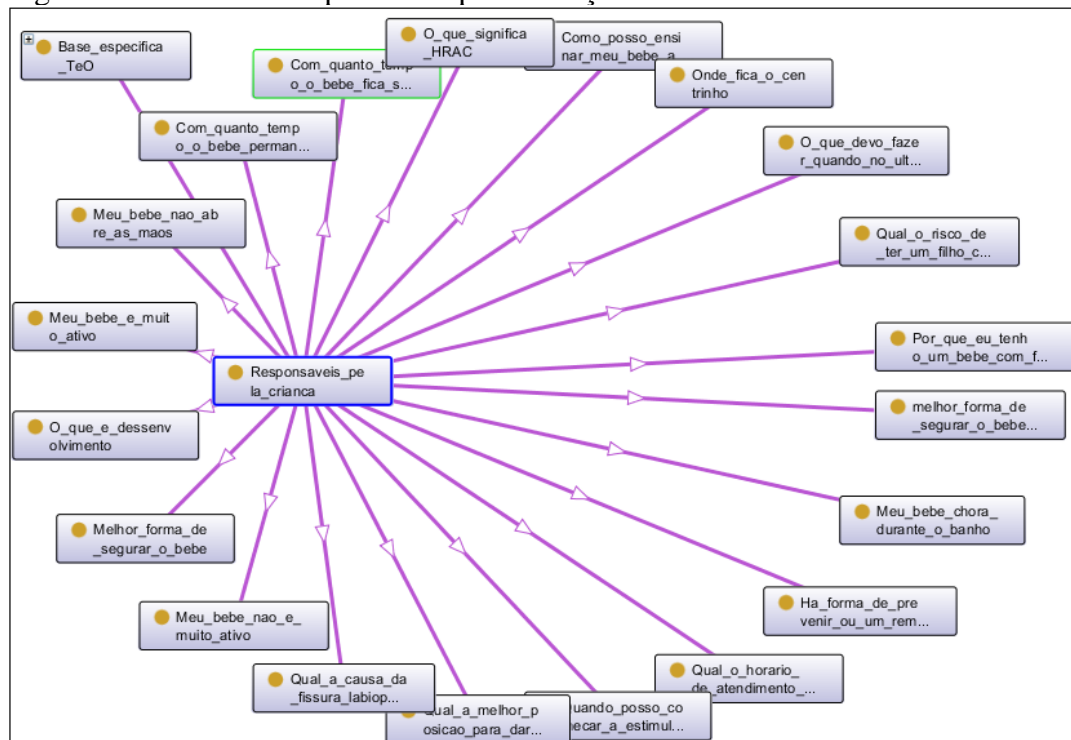 Base_especifica
_TeO
Com_quanto_temp
o_o_bebe_fica_s...
O_que_significa
_HRAC
Como_posso_ensi
nar_meu_bebe_a
Onde_fica_o_cen
trinho
Com_quanto_temp
o_o_bebe_perman...
O_que_devo_faze
r_quando_no_ult...
Meu_bebe_nao_ab
re_as_maos
Qual_o_risco_de
_ter_um_filho_c...
Meu_bebe_e_muit
o_ativo
Por_que_eu_tenh
o_um_bebe_com_f...
Responsaveis_pe
la_crianca
melhor_forma_de
_segurar_o_bebe...
O_que_e_dessenv
olvimento
Meu_bebe_chora_
durante_o_banho
Melhor_forma_de
_segurar_o_bebe
Ha_forma_de_pre
venir_ou_um_rem...
Meu_bebe_nao_e_
muito_ativo
Qual_o_horario_
de_atendimento_...
Qual_a_causa_da
_fissura_labiop...
Qual_a_melhor_p
osicao_para_dar...
uando_posso_co
ecar_a_estimul...